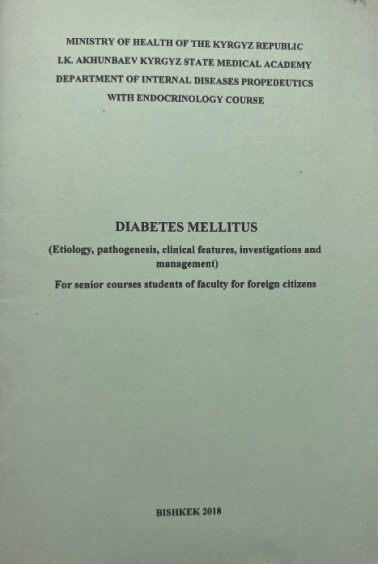 MINISTRY OF HEALTH OF THE KYRGYZ REPUBLIC
I.K. AKHUNBAEV KYRGYZ STATE MEDICAL ACADEMY
DEPARTMENT OF INTERNAL DISEASES PROPEDEUTICS
WITH ENDOCRINOLOGY COURSE
DIABETES MELLITUS
(Etiology, pathogenesis, clinical features, investigations and
management)
For senior courses students of faculty for foreign citizens
BISHKEK 2018